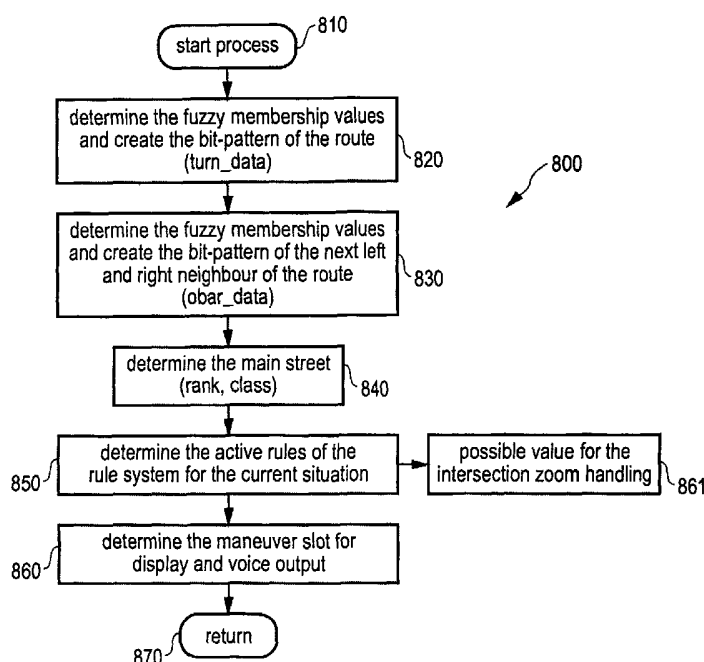 start process
810
determine the fuzzy membership values
and create the bit-pattern of the route
(turn_data)
820
800
determine the fuzzy membership values
and create the bit-pattern of the next left
and right neighbour of the route
(obar_data)
830
determine the main street
(rank, class)
840
determine the active rules of the
rule system for the current situation
850
possible value for the
intersection zoom handling
861
determine the maneuver slot for
display and voice output
860
return
870